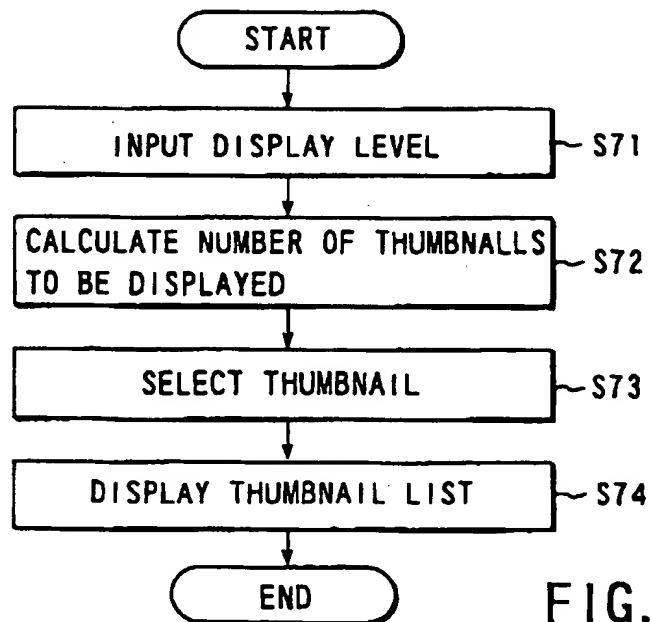 START
INPUT DISPLAY LEVEL
S71
CALCULATE NUMBER OF THUMBNALLS
TO BE DISPLAYED
S72
SELECT THUMBNAIL
S73
DISPLAY THUMBNAIL LIST
S74
END
FIG.